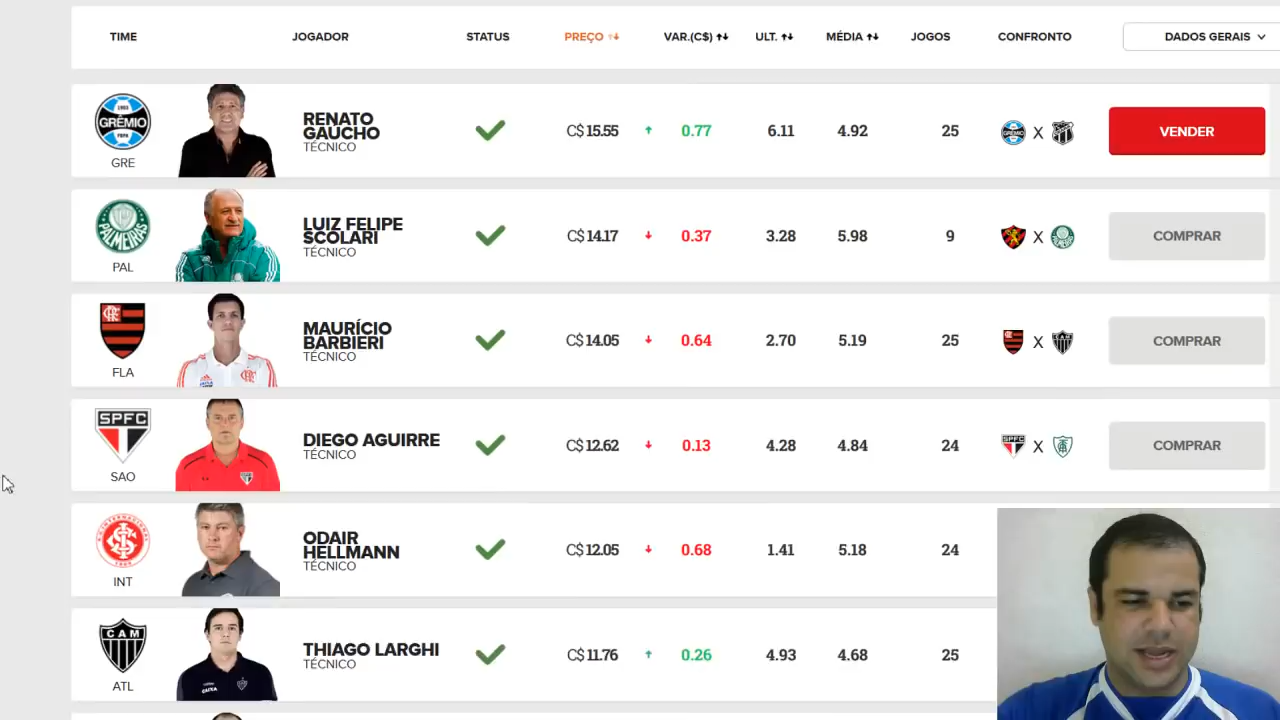 TIME JOGADOR STATUS PREÇO VAR.(C$) ULT. MÉDIA JOGOS CONFRONTO DADOS GERAIS
GRÊMIO
GRE
RENATO
GAUCHO
TÉCNICO
C$ 15.55 0.77 6.11 4.92 25 X VENDER
PALMEIRAS
PAL
LUIZ FELIPE
SCOLARI
TÉCNICO
C$ 14.17 0.37 3.28 5.98 9 X COMPRAR
FLA
MAURÍCIO
BARBIERI
TÉCNICO
C$ 14.05 0.64 2.70 5.19 25 X COMPRAR
SPFC
SAO
DIEGO AGUIRRE
TÉCNICO
C$ 12.62 0.13 4.28 4.84 24 X COMPRAR
INT
ODAIR
HELLMANN
TÉCNICO
C$ 12.05 0.68 1.41 5.18 24
CAM
ATL
THIAGO LARGHI
TÉCNICO
C$ 11.76 0.26 4.93 4.68 25